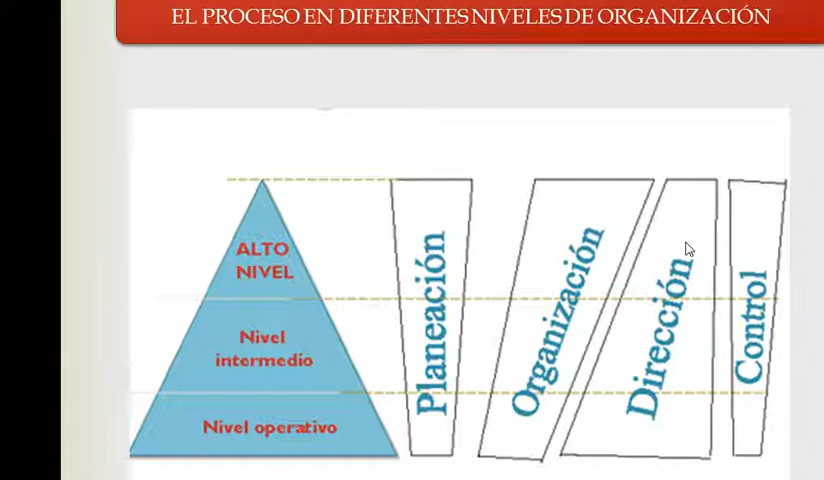 EL PROCESO EN DIFERENTES NIVELES DE ORGANIZACIÓN
ALTO
NIVEL
Nivel
intermedio
Nivel operativo
Planeación
Organización
Dirección
Control